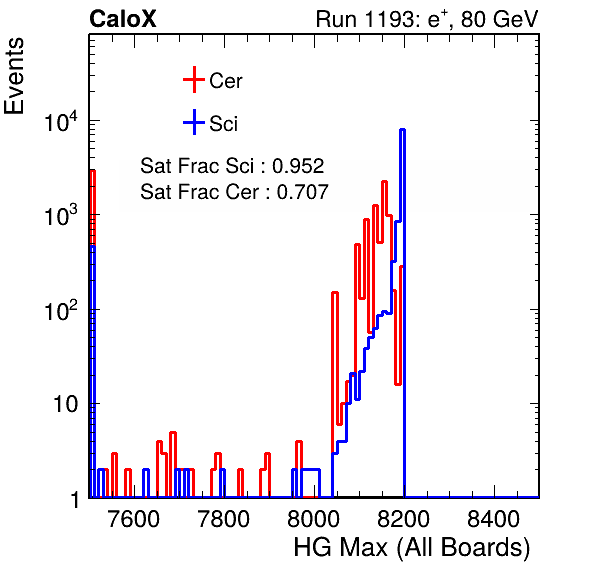 CaloX Run 1193: e⁺, 80 GeV
Events
Cer
Sci
Sat Frac Sci : 0.952
Sat Frac Cer : 0.707
10⁴
10³
10²
10
1
7600 7800 8000 8200 8400
HG Max (All Boards)